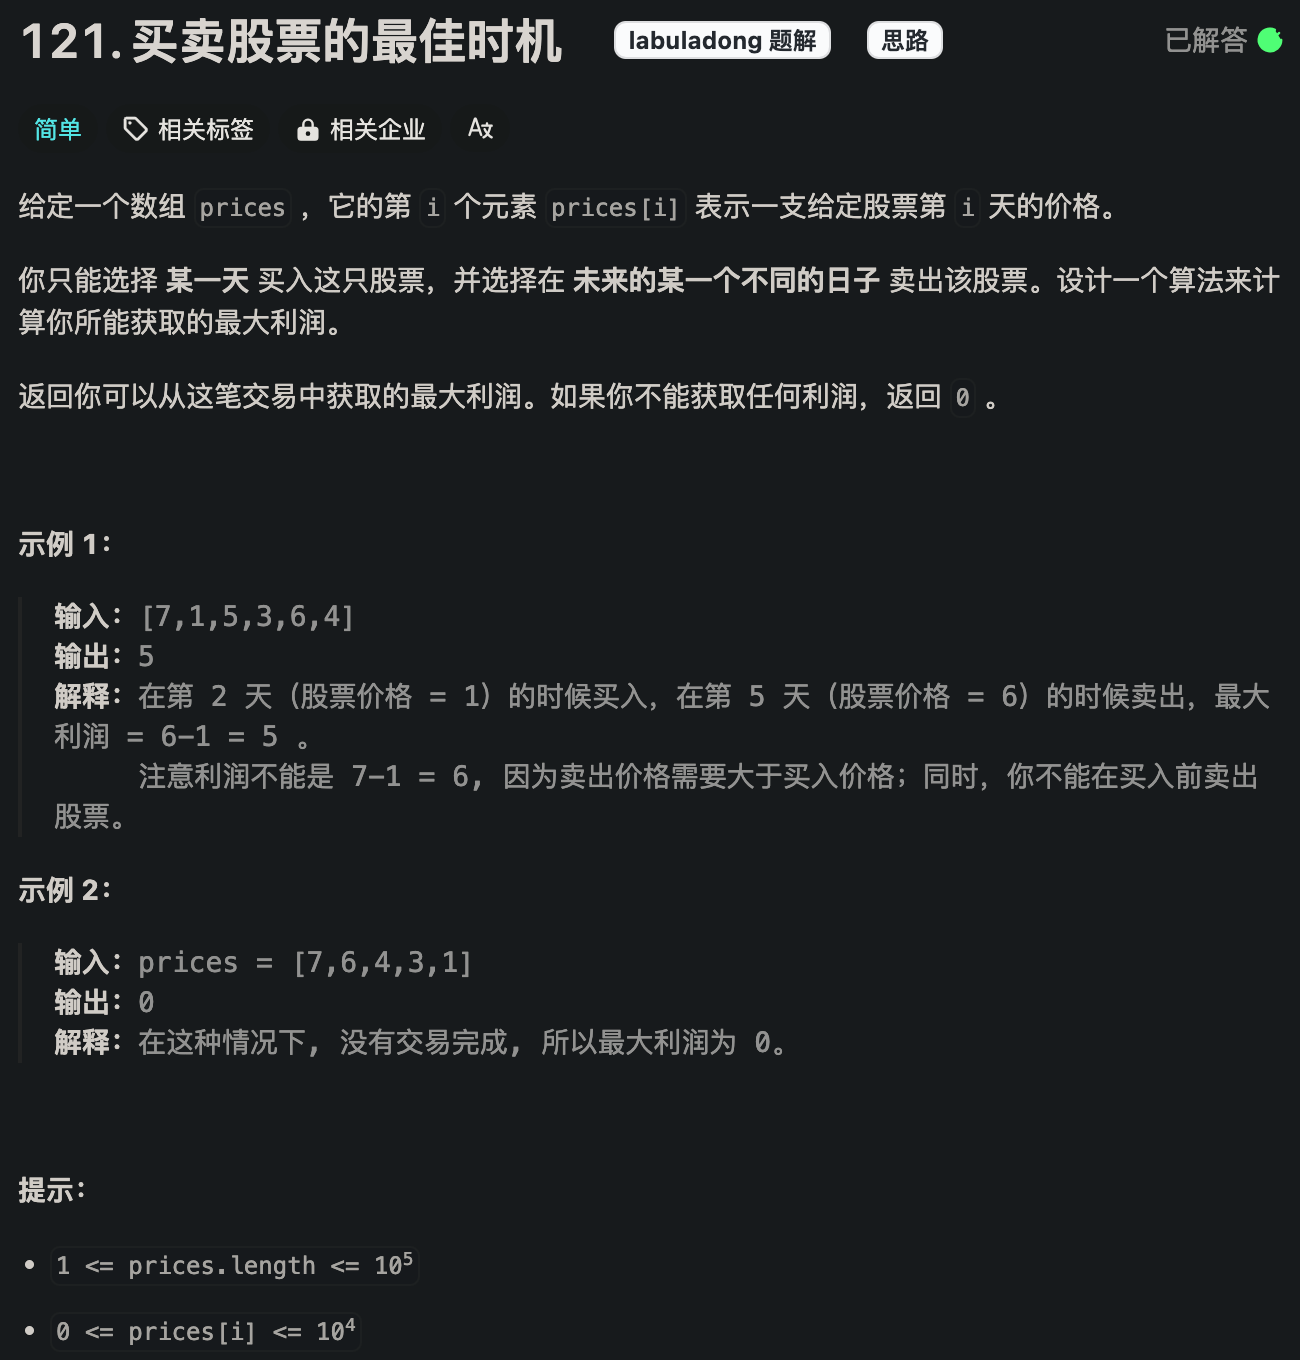 121. 买卖股票的最佳时机
labuladong 题解
思路
已解答
简单
相关标签
相关企业
给定一个数组 prices ，它的第 i 个元素 prices[i] 表示一支给定股票第 i 天的价格。
你只能选择 某一天 买入这只股票，并选择在 未来的某一个不同的日子 卖出该股票。设计一个算法来计
算你所能获取的最大利润。
返回你可以从这笔交易中获取的最大利润。如果你不能获取任何利润，返回 0 。
示例 1：
输入：[7,1,5,3,6,4]
输出：5
解释：在第 2 天（股票价格 = 1）的时候买入，在第 5 天（股票价格 = 6）的时候卖出，最大
利润 = 6-1 = 5 。
注意利润不能是 7-1 = 6, 因为卖出价格需要大于买入价格；同时，你不能在买入前卖出
股票。
示例 2：
输入：prices = [7,6,4,3,1]
输出：0
解释：在这种情况下, 没有交易完成, 所以最大利润为 0。
提示：
• 1 <= prices.length <= 10⁵
• 0 <= prices[i] <= 10⁴